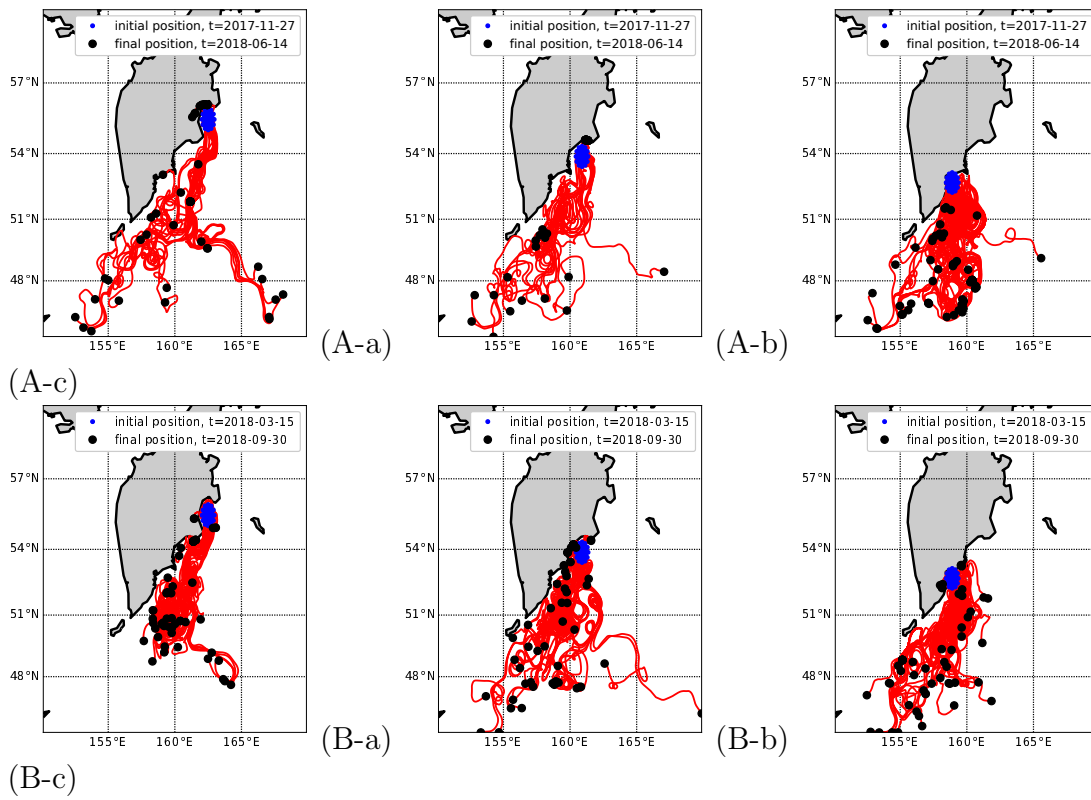 initial position, t=2017-11-27
final position, t=2018-06-14
57°N
54°N
51°N
48°N
155°E 160°E 165°E
(A-a)
initial position, t=2017-11-27
final position, t=2018-06-14
57°N
54°N
51°N
48°N
155°E 160°E 165°E
(A-b)
initial position, t=2017-11-27
final position, t=2018-06-14
57°N
54°N
51°N
48°N
155°E 160°E 165°E
(A-c)
initial position, t=2018-03-15
final position, t=2018-09-30
57°N
54°N
51°N
48°N
155°E 160°E 165°E
(B-a)
initial position, t=2018-03-15
final position, t=2018-09-30
57°N
54°N
51°N
48°N
155°E 160°E 165°E
(B-b)
initial position, t=2018-03-15
final position, t=2018-09-30
57°N
54°N
51°N
48°N
155°E 160°E 165°E
(B-c)